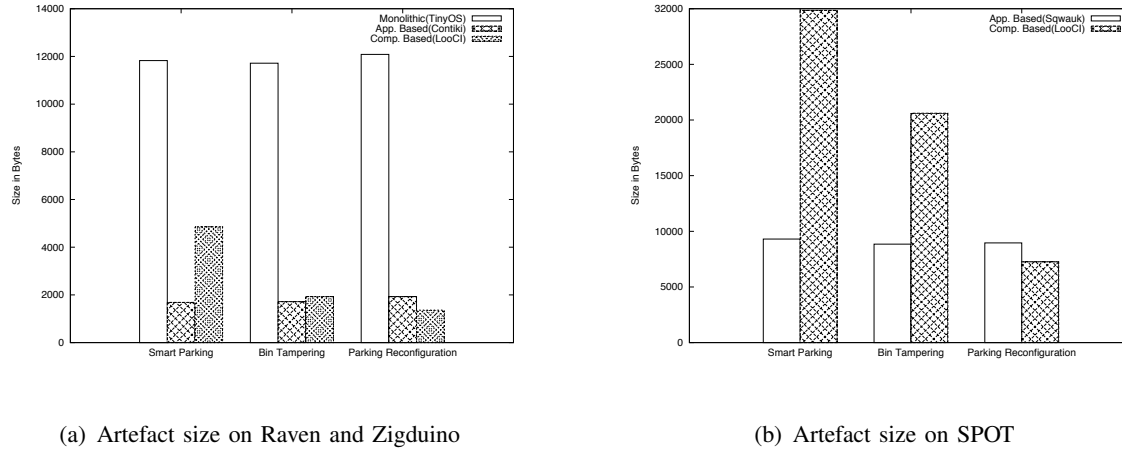 14000
12000
10000
8000
6000
4000
2000
0
Size in Bytes
Monolithic(TinyOS)
App. Based(Contiki)
Comp. Based(LooCI)
Smart Parking
Bin Tampering
Parking Reconfiguration
(a) Artefact size on Raven and Zigduino
32000
28000
22000
20000
10000
5000
0
Size in Bytes
App. Based(Sqwauk)
Comp. Based(LooCI)
Smart Parking
Bin Tampering
Parking Reconfiguration
(b) Artefact size on SPOT